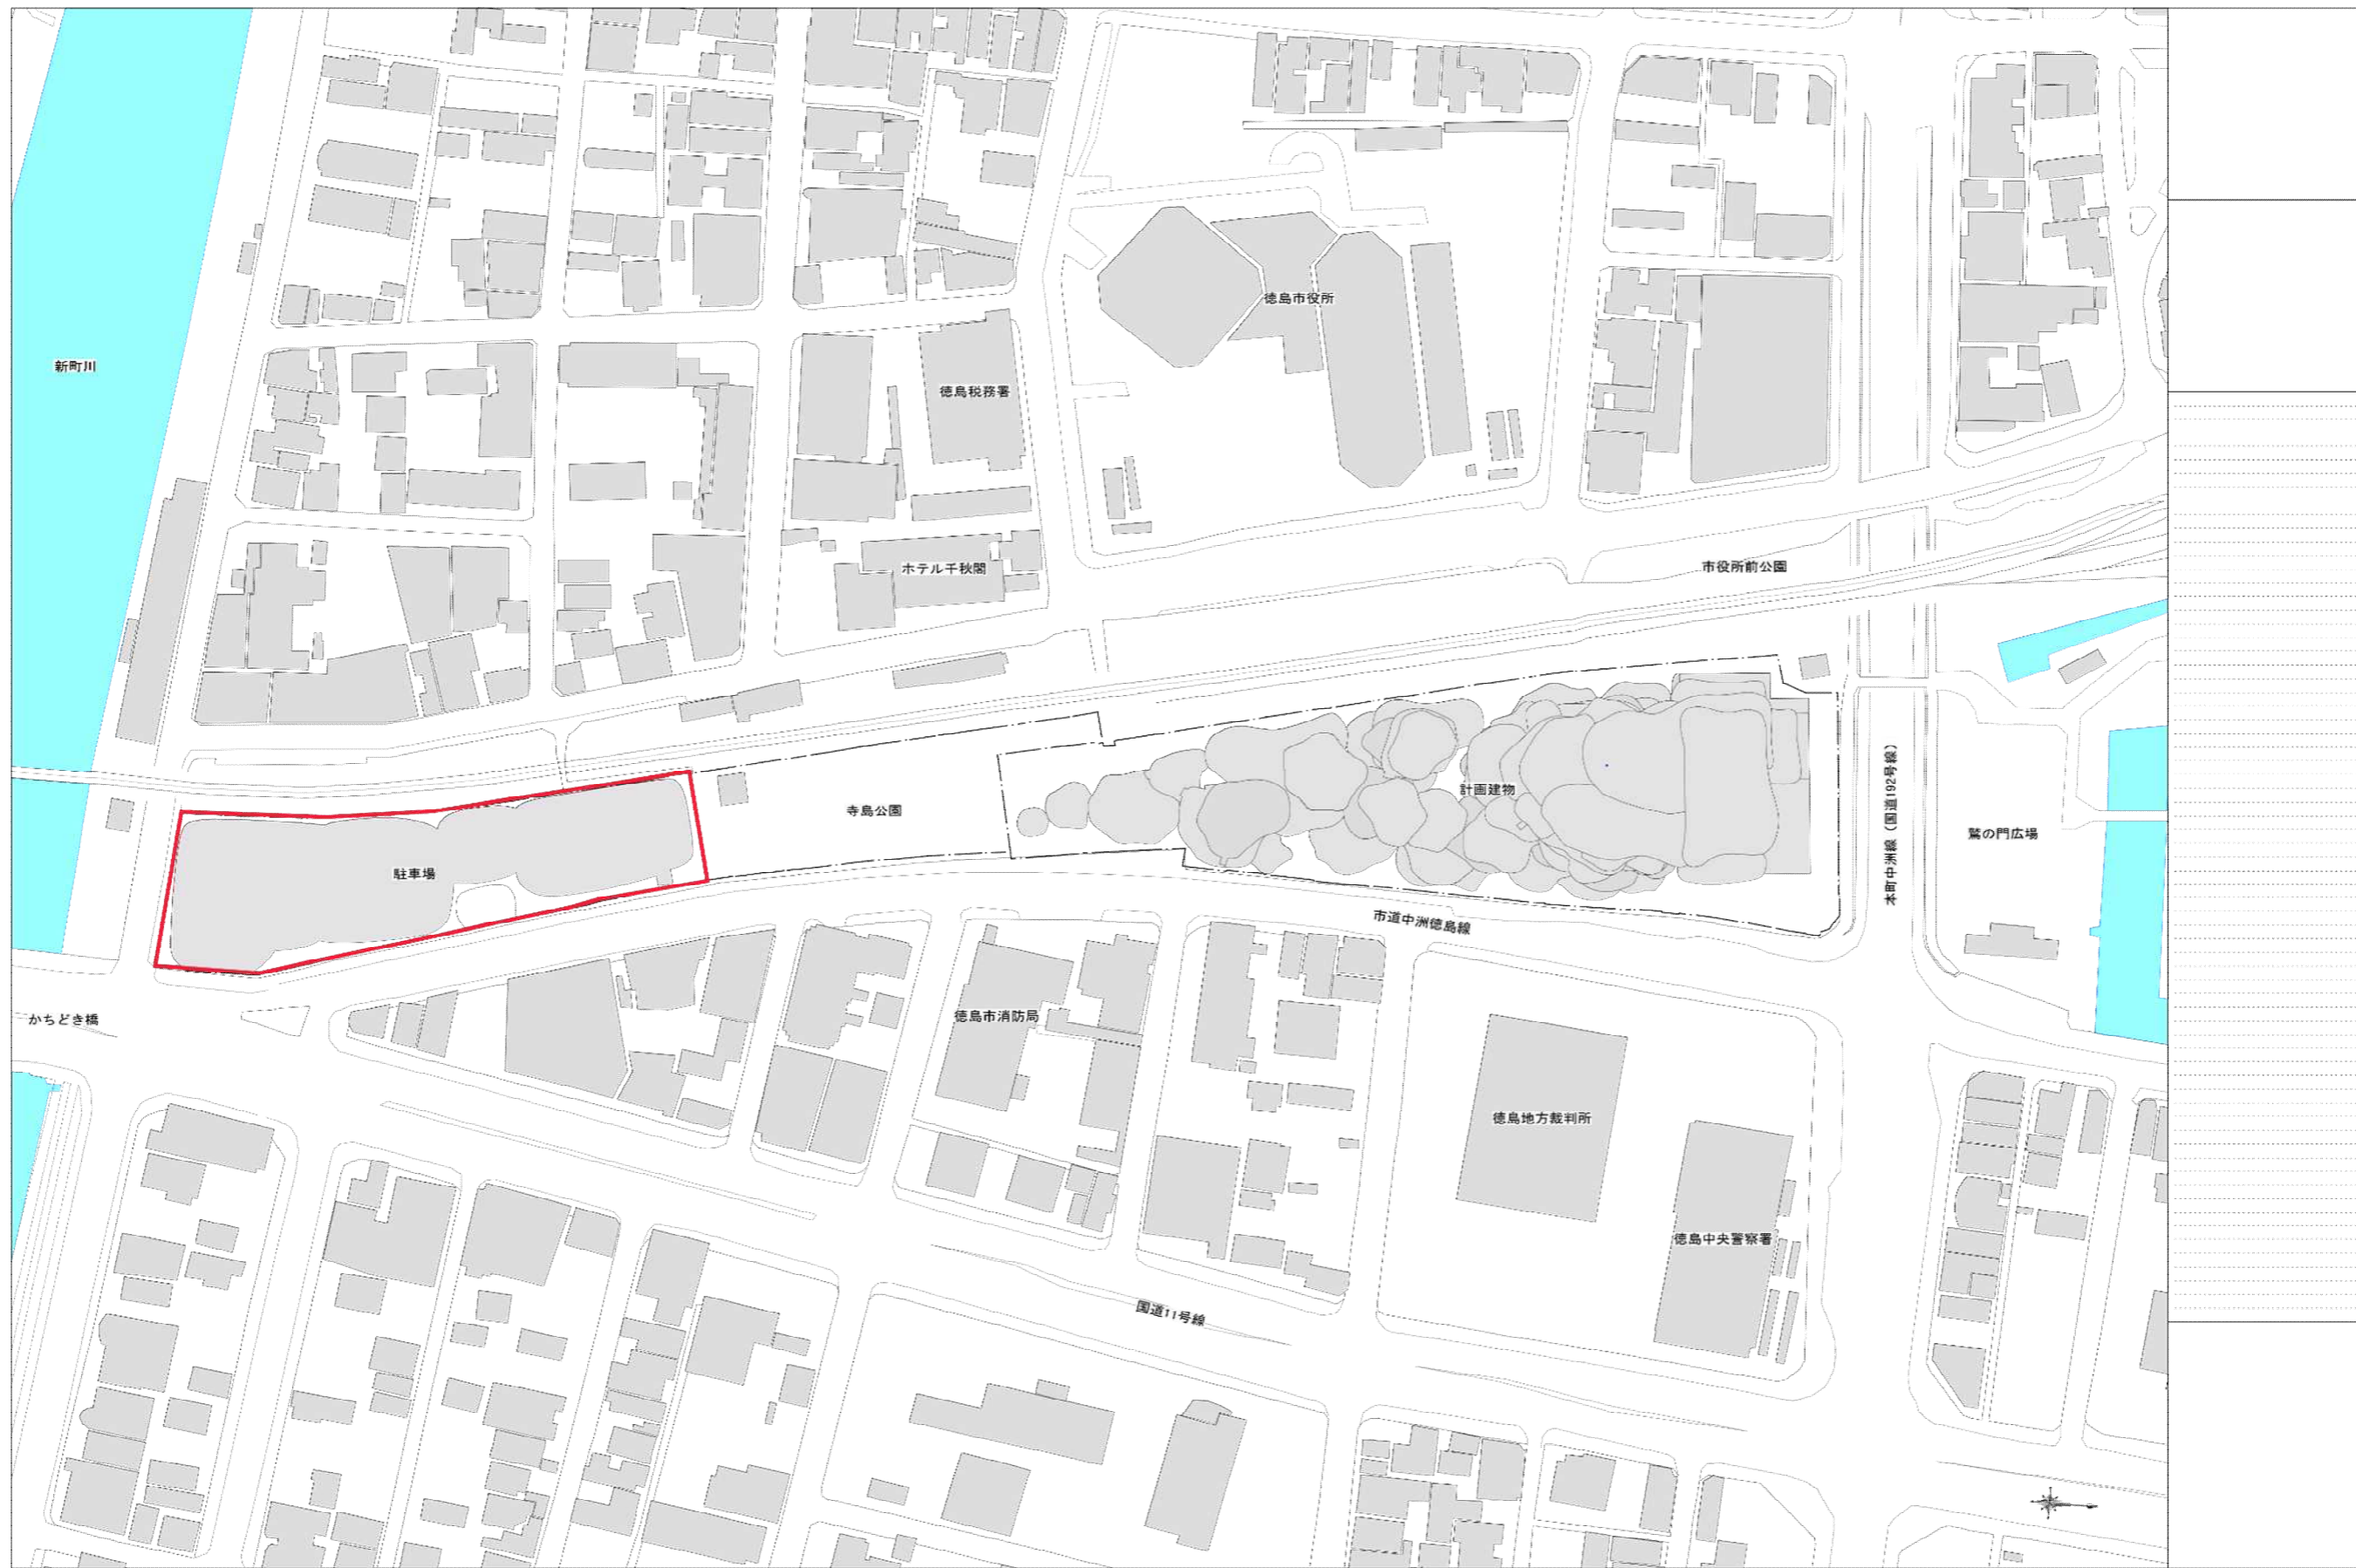 徳島市役所
新町川
徳島税務署
ホテル千秋閣
市役所前公園
計画建物
寺島公園
本町中洲線（国道192号線）
鷲の門広場
駐車場
市道中洲徳島線
かちどき橋
徳島市消防局
徳島地方裁判所
徳島中央警察署
国道11号線